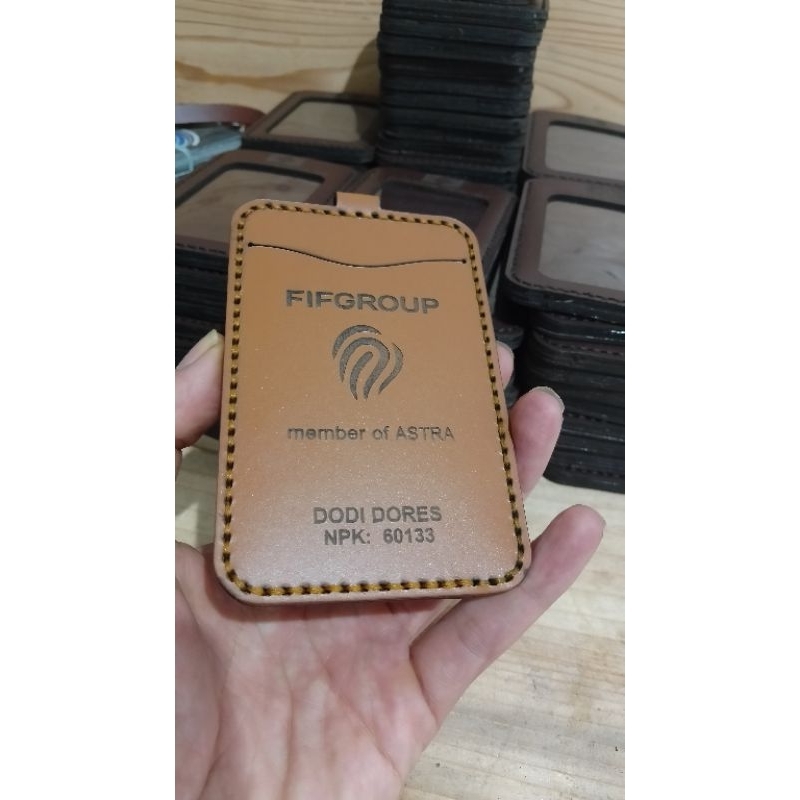 FIFGROUP
member of ASTRA
DODI DORES
NPK: 60133